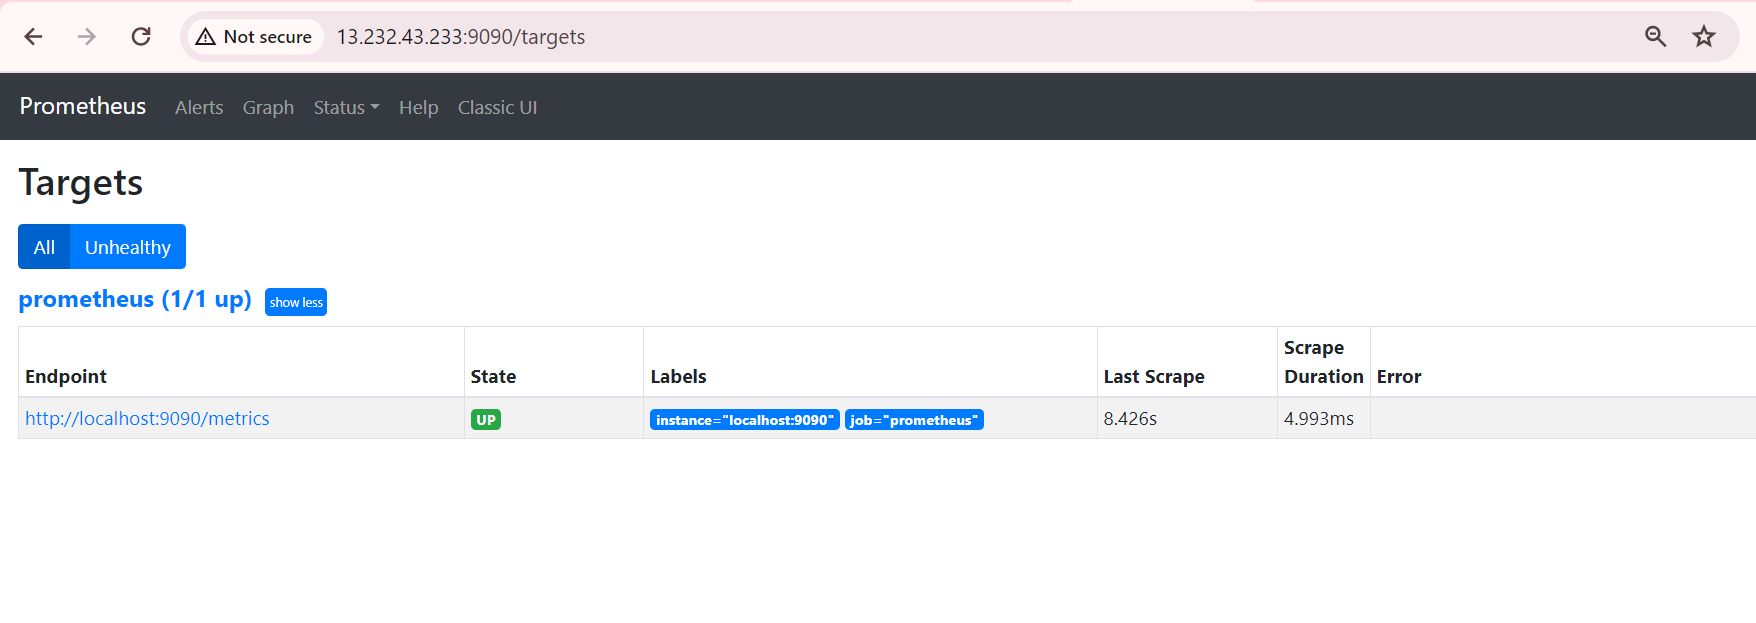 Not secure 13.232.43.233:9090/targets
Prometheus Alerts Graph Status Help Classic UI
Targets
All Unhealthy
prometheus (1/1 up) show less
Endpoint State Labels Last Scrape Scrape Duration Error
http://localhost:9090/metrics UP instance="localhost:9090" job="prometheus" 8.426s 4.993ms